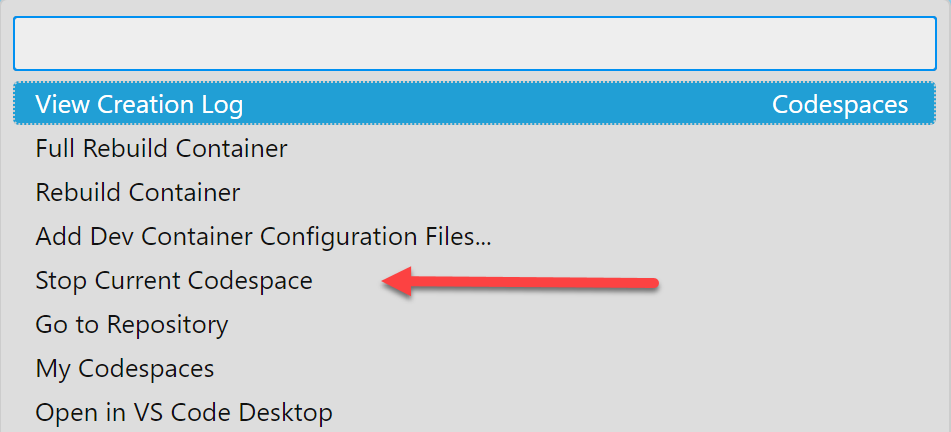 View Creation Log Codespaces
Full Rebuild Container
Rebuild Container
Add Dev Container Configuration Files...
Stop Current Codespace
Go to Repository
My Codespaces
Open in VS Code Desktop